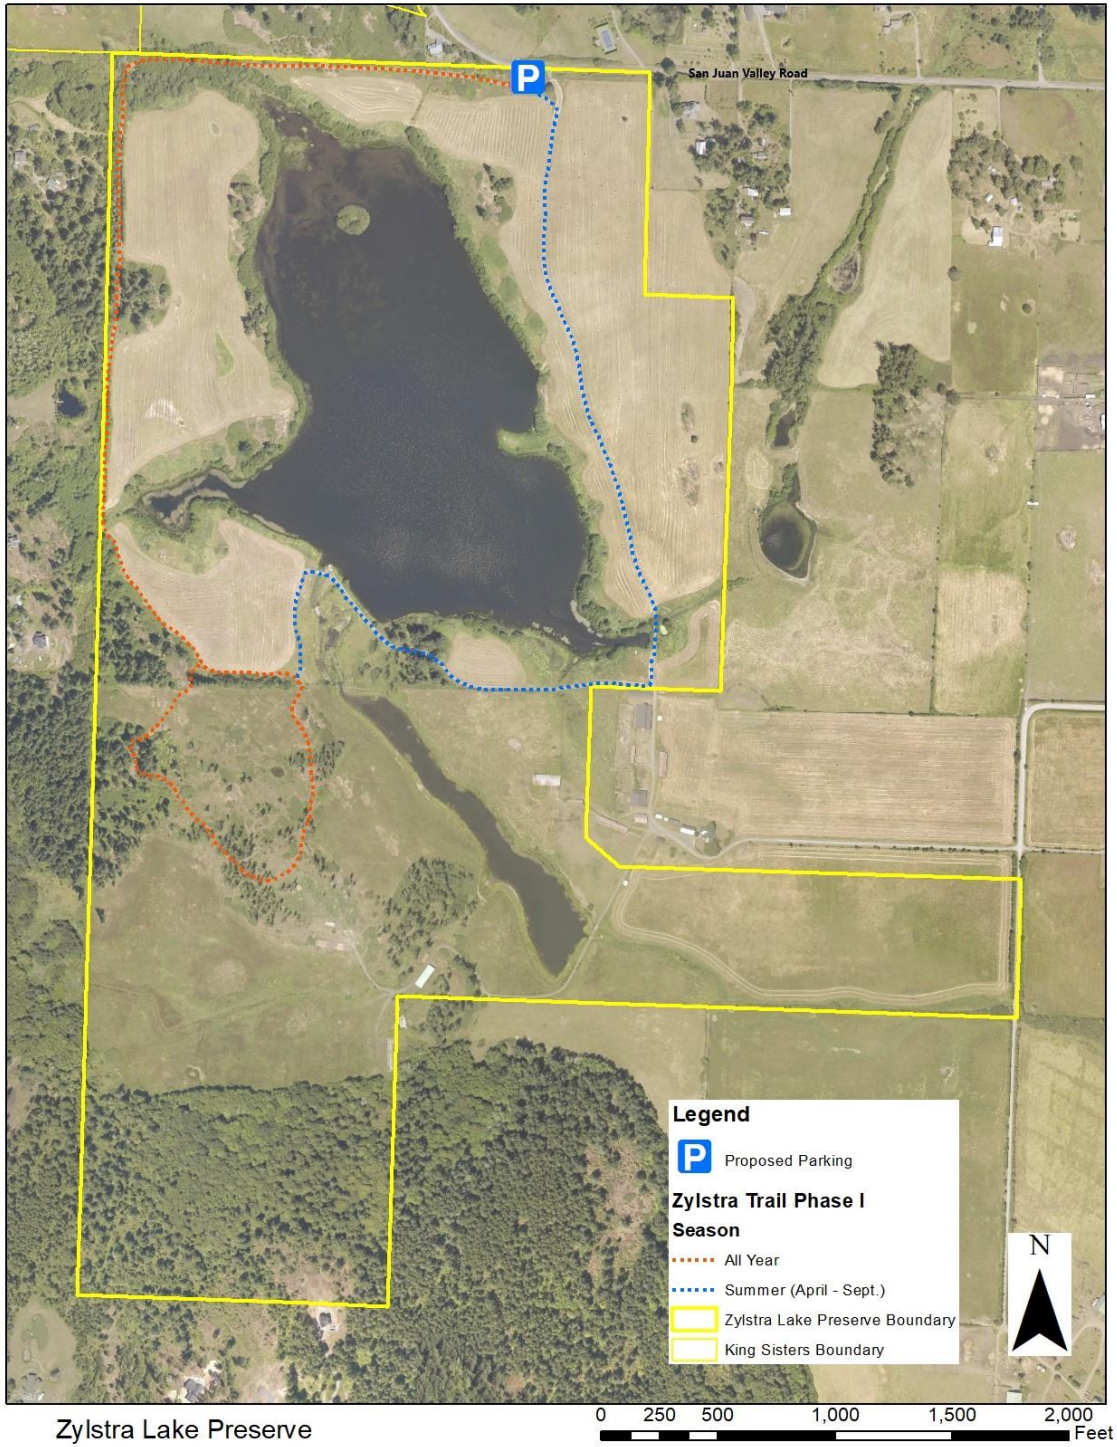 P
San Juan Valley Road
Legend
P Proposed Parking
Zylstra Trail Phase I
Season
All Year
Summer (April - Sept.)
Zylstra Lake Preserve Boundary
King Sisters Boundary
N
Zylstra Lake Preserve
0 250 500 1,000 1,500 2,000
Feet